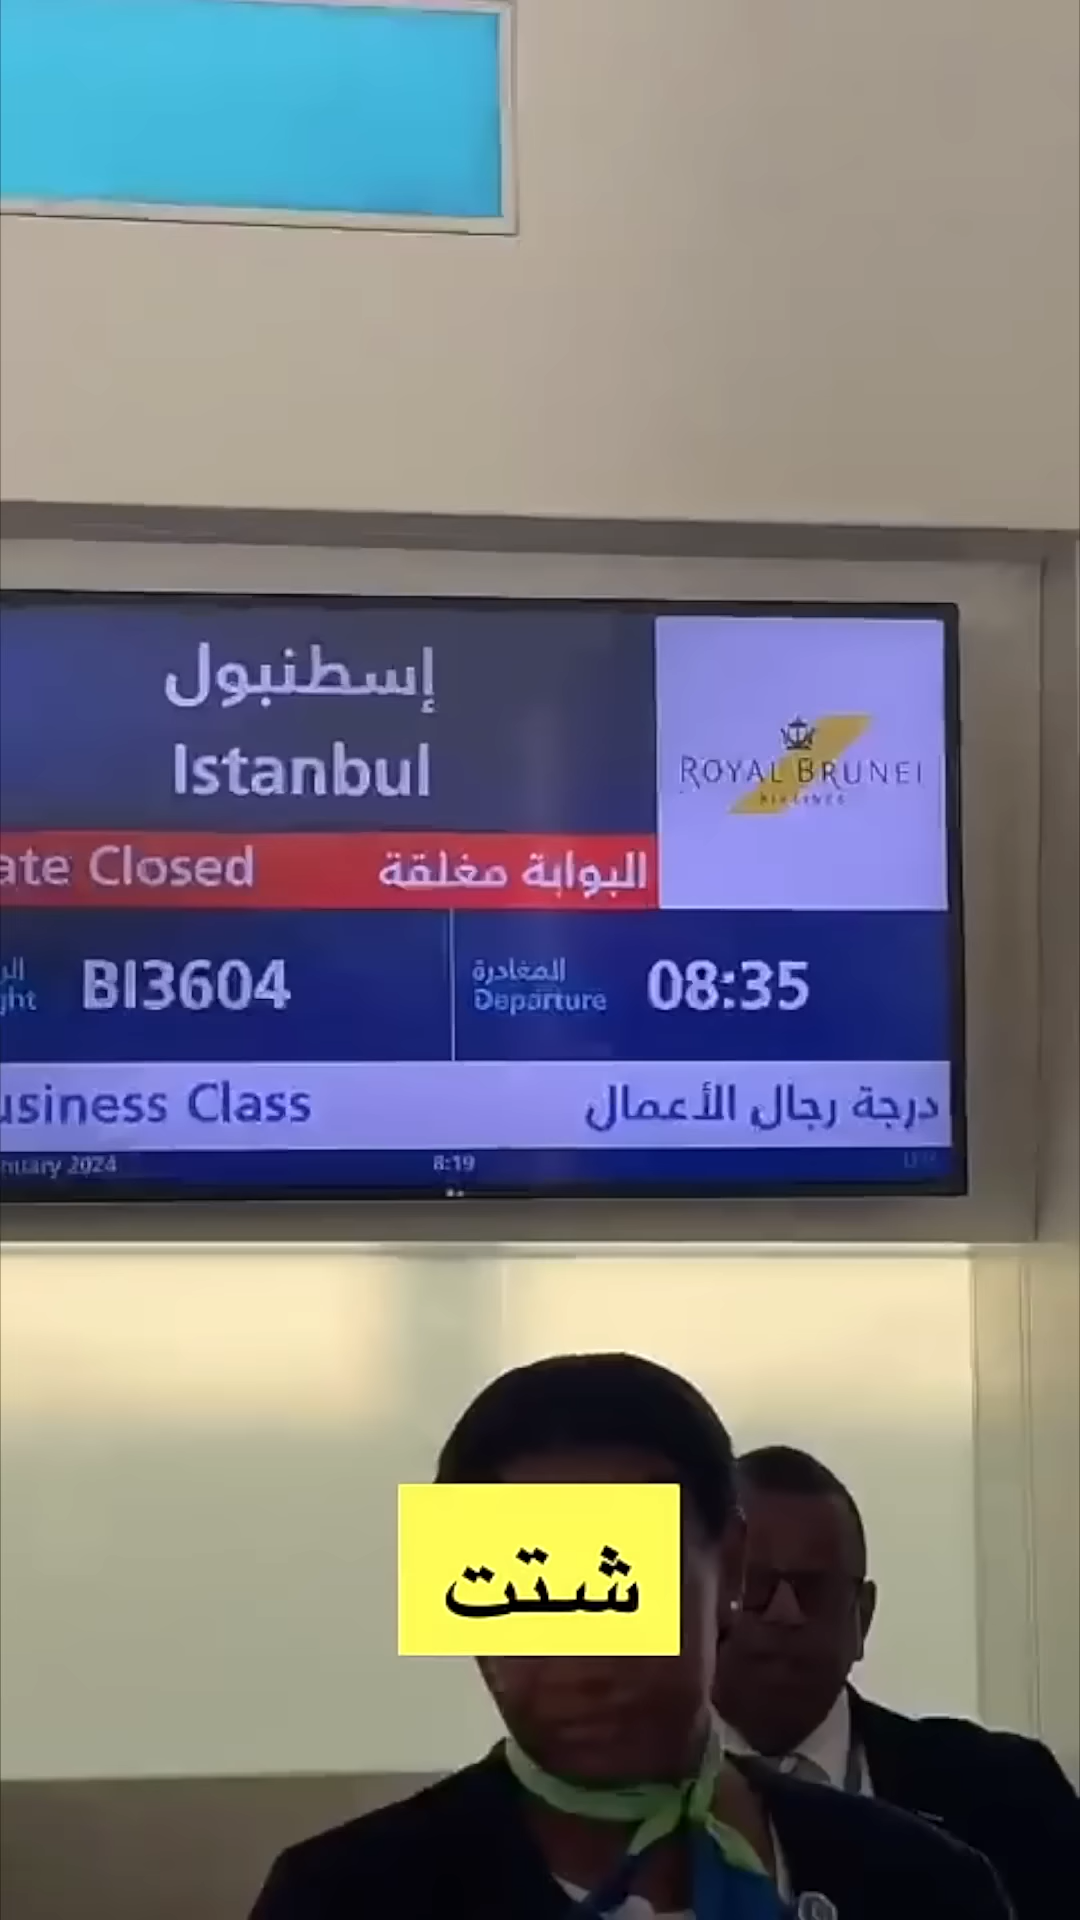 إسطنبول
Istanbul
ROYAL BRUNEI
AIRLINES
ate Closed البوابة مغلقة
BI3604
المغادرة
Departure 08:35
usiness Class درجة رجال الأعمال
nuary 2024 8:19
شتت